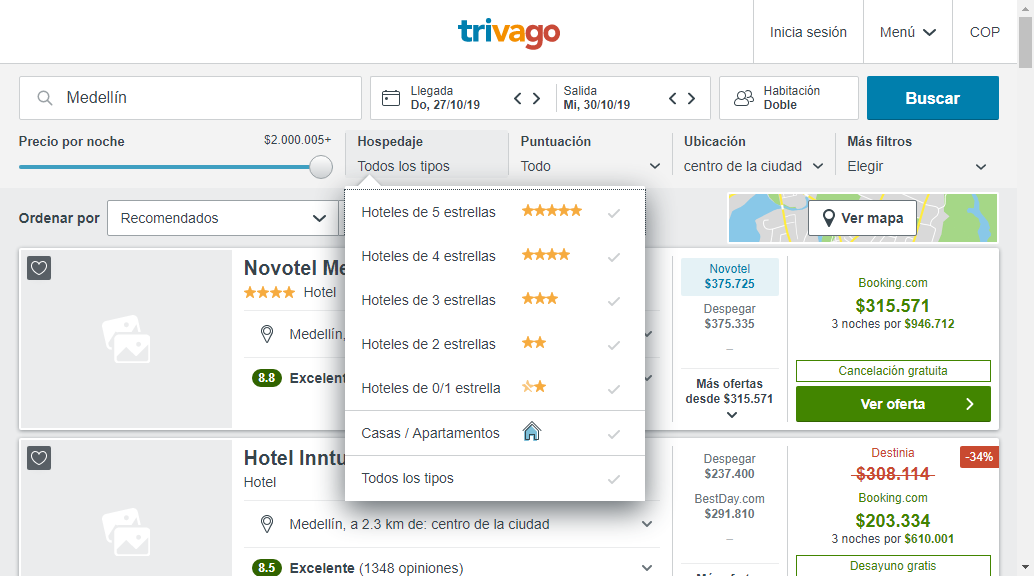 trivago
Inicia sesión
Menú
COP
Medellín
Llegada
Do, 27/10/19
Salida
Mi, 30/10/19
Habitación
Doble
Buscar
Precio por noche
$2.000.005+
Hospedaje
Todos los tipos
Puntuación
Todo
Ubicación
centro de la ciudad
Más filtros
Elegir
Ordenar por
Recomendados
Ver mapa
Hoteles de 5 estrellas
Hoteles de 4 estrellas
Hoteles de 3 estrellas
Hoteles de 2 estrellas
Hoteles de 0/1 estrella
Casas / Apartamentos
Todos los tipos
Novotel Me
Hotel
Medellín,
8.8 Excelent
Novotel
$375.725
Despegar
$375.335
–
Más ofertas
desde $315.571
Booking.com
$315.571
3 noches por $946.712
Cancelación gratuita
Ver oferta
Hotel Inntu
Hotel
Medellín, a 2.3 km de: centro de la ciudad
8.5 Excelente (1348 opiniones)
Despegar
$237.400
BestDay.com
$291.810
–
Destinia
-34%
$308.114
Booking.com
$203.334
3 noches por $610.001
Desayuno gratis